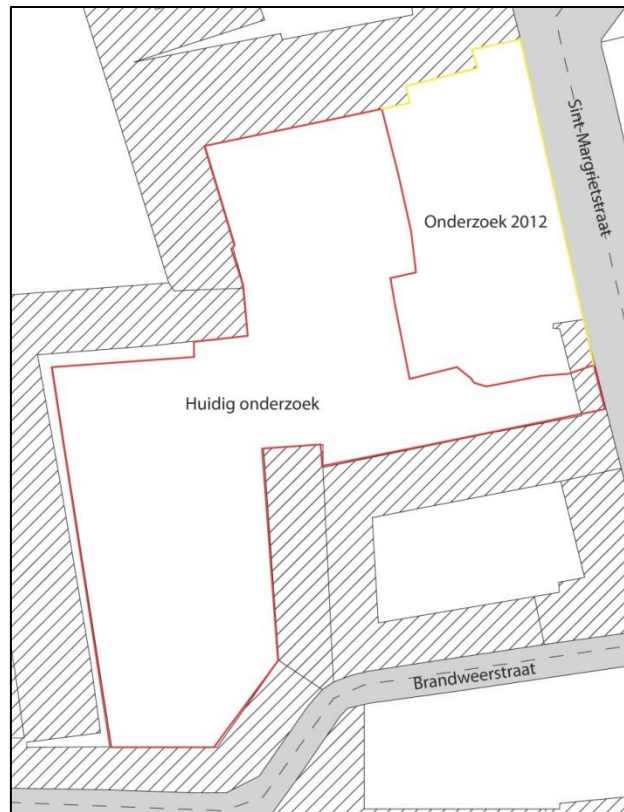 Sint-Margrietstraat
Onderzoek 2012
Huidig onderzoek
Brandweerstraat